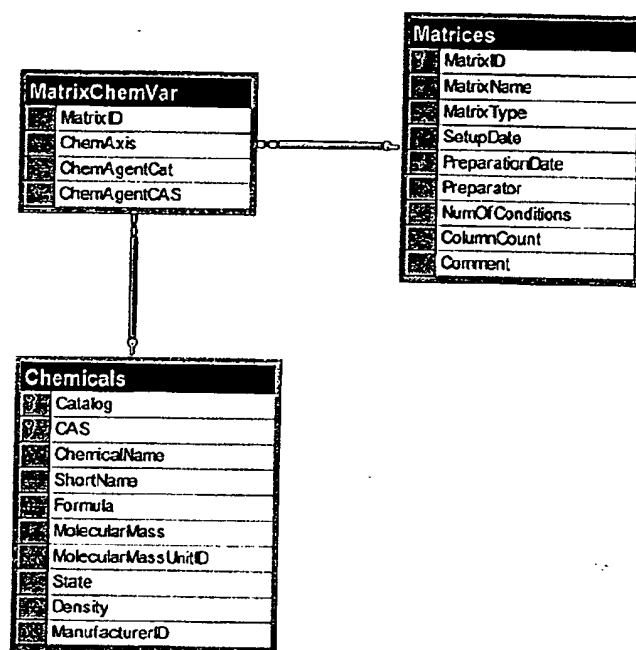 Matrices
MatrixID
MatrixName
MatrixType
SetupDate
PreparationDate
Preparator
NumOfConditions
ColumnCount
Comment
MatrixChemVar
MatrixID
ChemAxis
ChemAgentCat
ChemAgentCAS
Chemicals
Catalog
CAS
ChemicalName
ShortName
Formula
MolecularMass
MolecularMassUnitID
State
Density
ManufacturerID